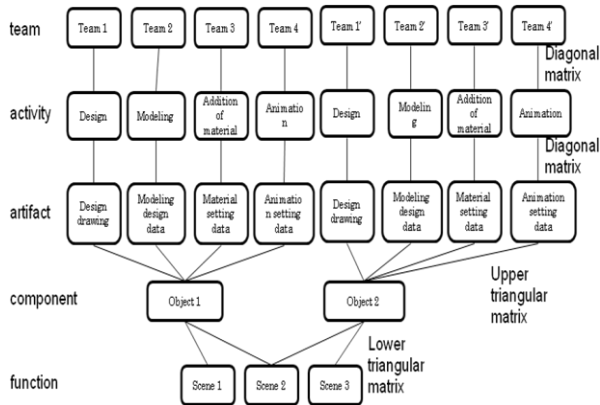 team
Team 1
Team 2
Team 3
Team 4
Team 1'
Team 2'
Team 3'
Team 4'
Diagonal
matrix
activity
Design
Modeling
Addition
of
material
Animatio
n
Design
Modelin
g
Addition
of
material
Animation
Diagonal
matrix
artifact
Design
drawing
Modeling
design
data
Material
setting
data
Animatio
n setting
data
Design
drawing
Modeling
design
data
Material
setting
data
Animation
setting
data
component
Object 1
Object 2
Upper
triangular
matrix
Lower
triangular
matrix
function
Scene 1
Scene 2
Scene 3